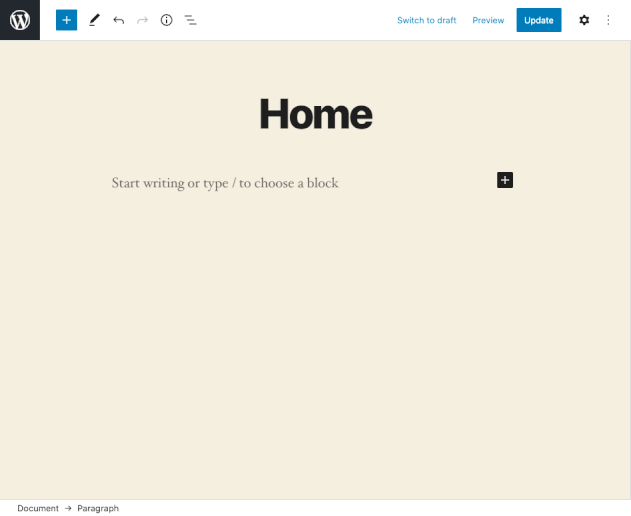 Switch to draft Preview Update
Home
Start writing or type / to choose a block
Document → Paragraph